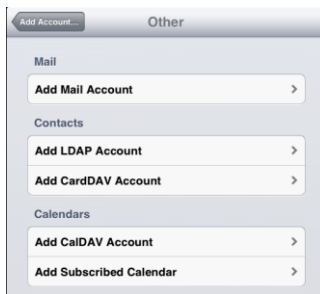 Add Account...
Other
Mail
Add Mail Account
Contacts
Add LDAP Account
Add CardDAV Account
Calendars
Add CalDAV Account
Add Subscribed Calendar